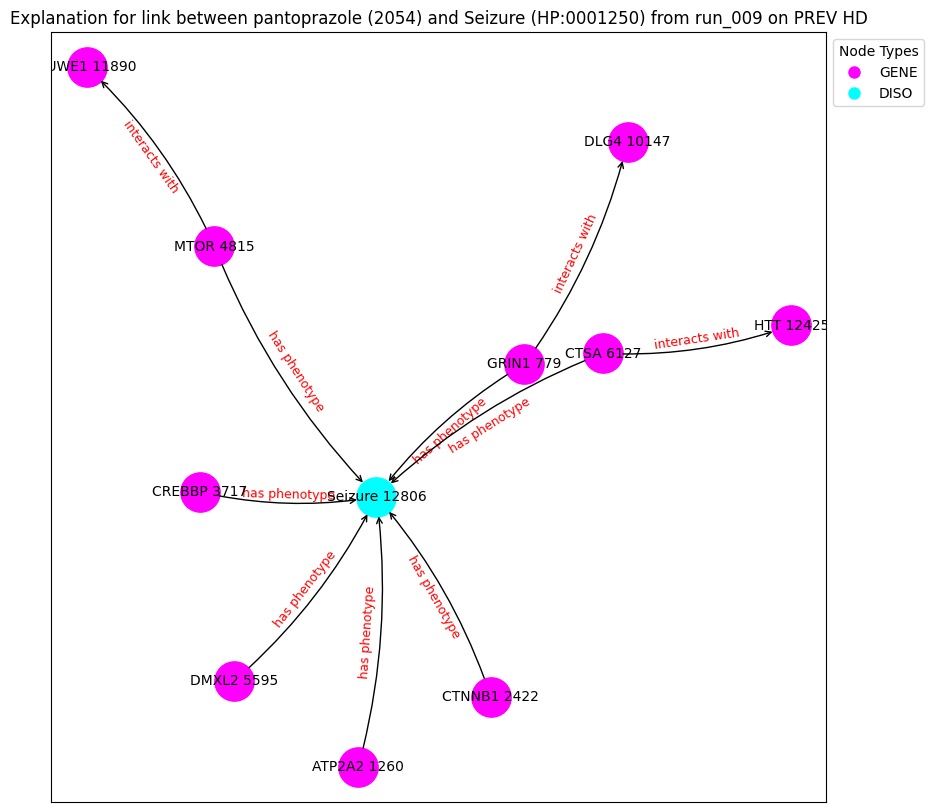 Explanation for link between pantoprazole (2054) and Seizure (HP:0001250) from run_009 on PREV HD
Node Types
GENE
DISO
11890
interacts with
DLG4 10147
MTOR 4815
interacts with
HTT 12425
interacts with
CTSA 6127
GRIN1 779
has phenotype
has phenotype
has phenotype
CREBBP 3717
has phenotype
Seizure 12806
has phenotype
has phenotype
has phenotype
DMXL2 5595
CTNNB1 2422
ATP2A2 1260